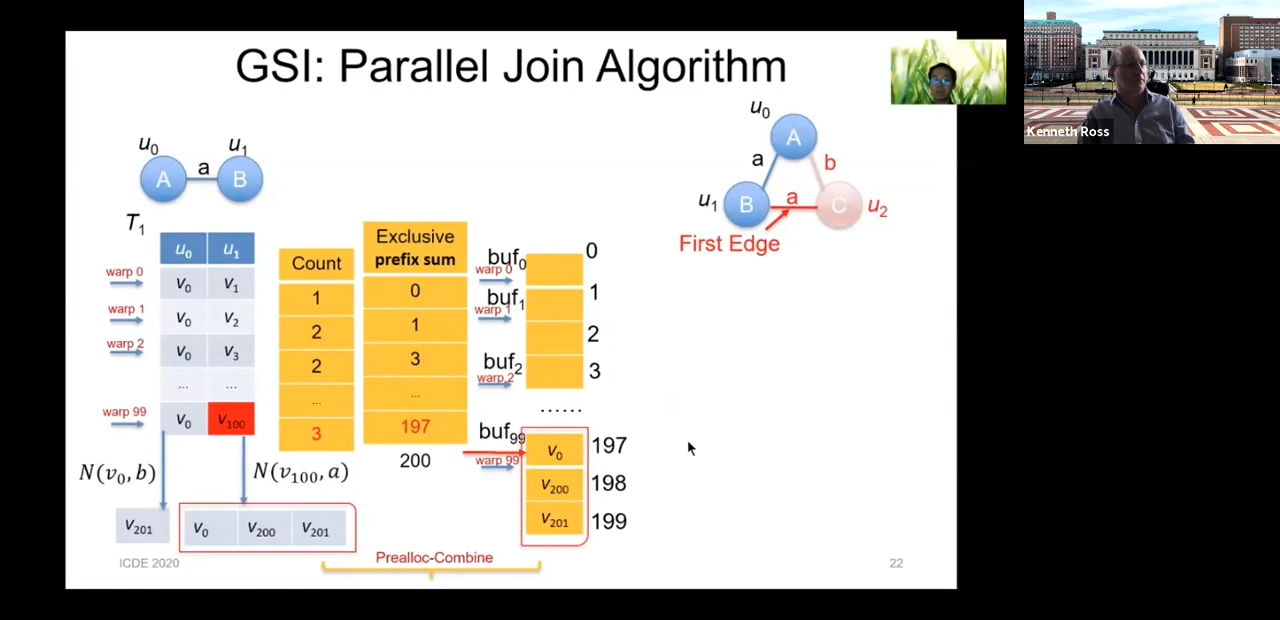 GSI: Parallel Join Algorithm
Kenneth Ross
u0 u1
A a B
T1
u0 u1
warp 0 v0 v1
warp 1 v0 v2
warp 2 v0 v3
... ...
warp 99 v0 v100
N(v0, b) N(v100, a)
v201 v0 v200 v201
Count
1
2
2
...
3
Exclusive
prefix sum
0
1
3
...
197
200
buf0 0
warp 0
buf1 1
warp 1
2
buf2 3
warp 2
......
buf99 v0 197
warp 99
v200 198
v201 199
u0
A
a b
u1 B a C u2
First Edge
Prealloc-Combine
ICDE 2020
22